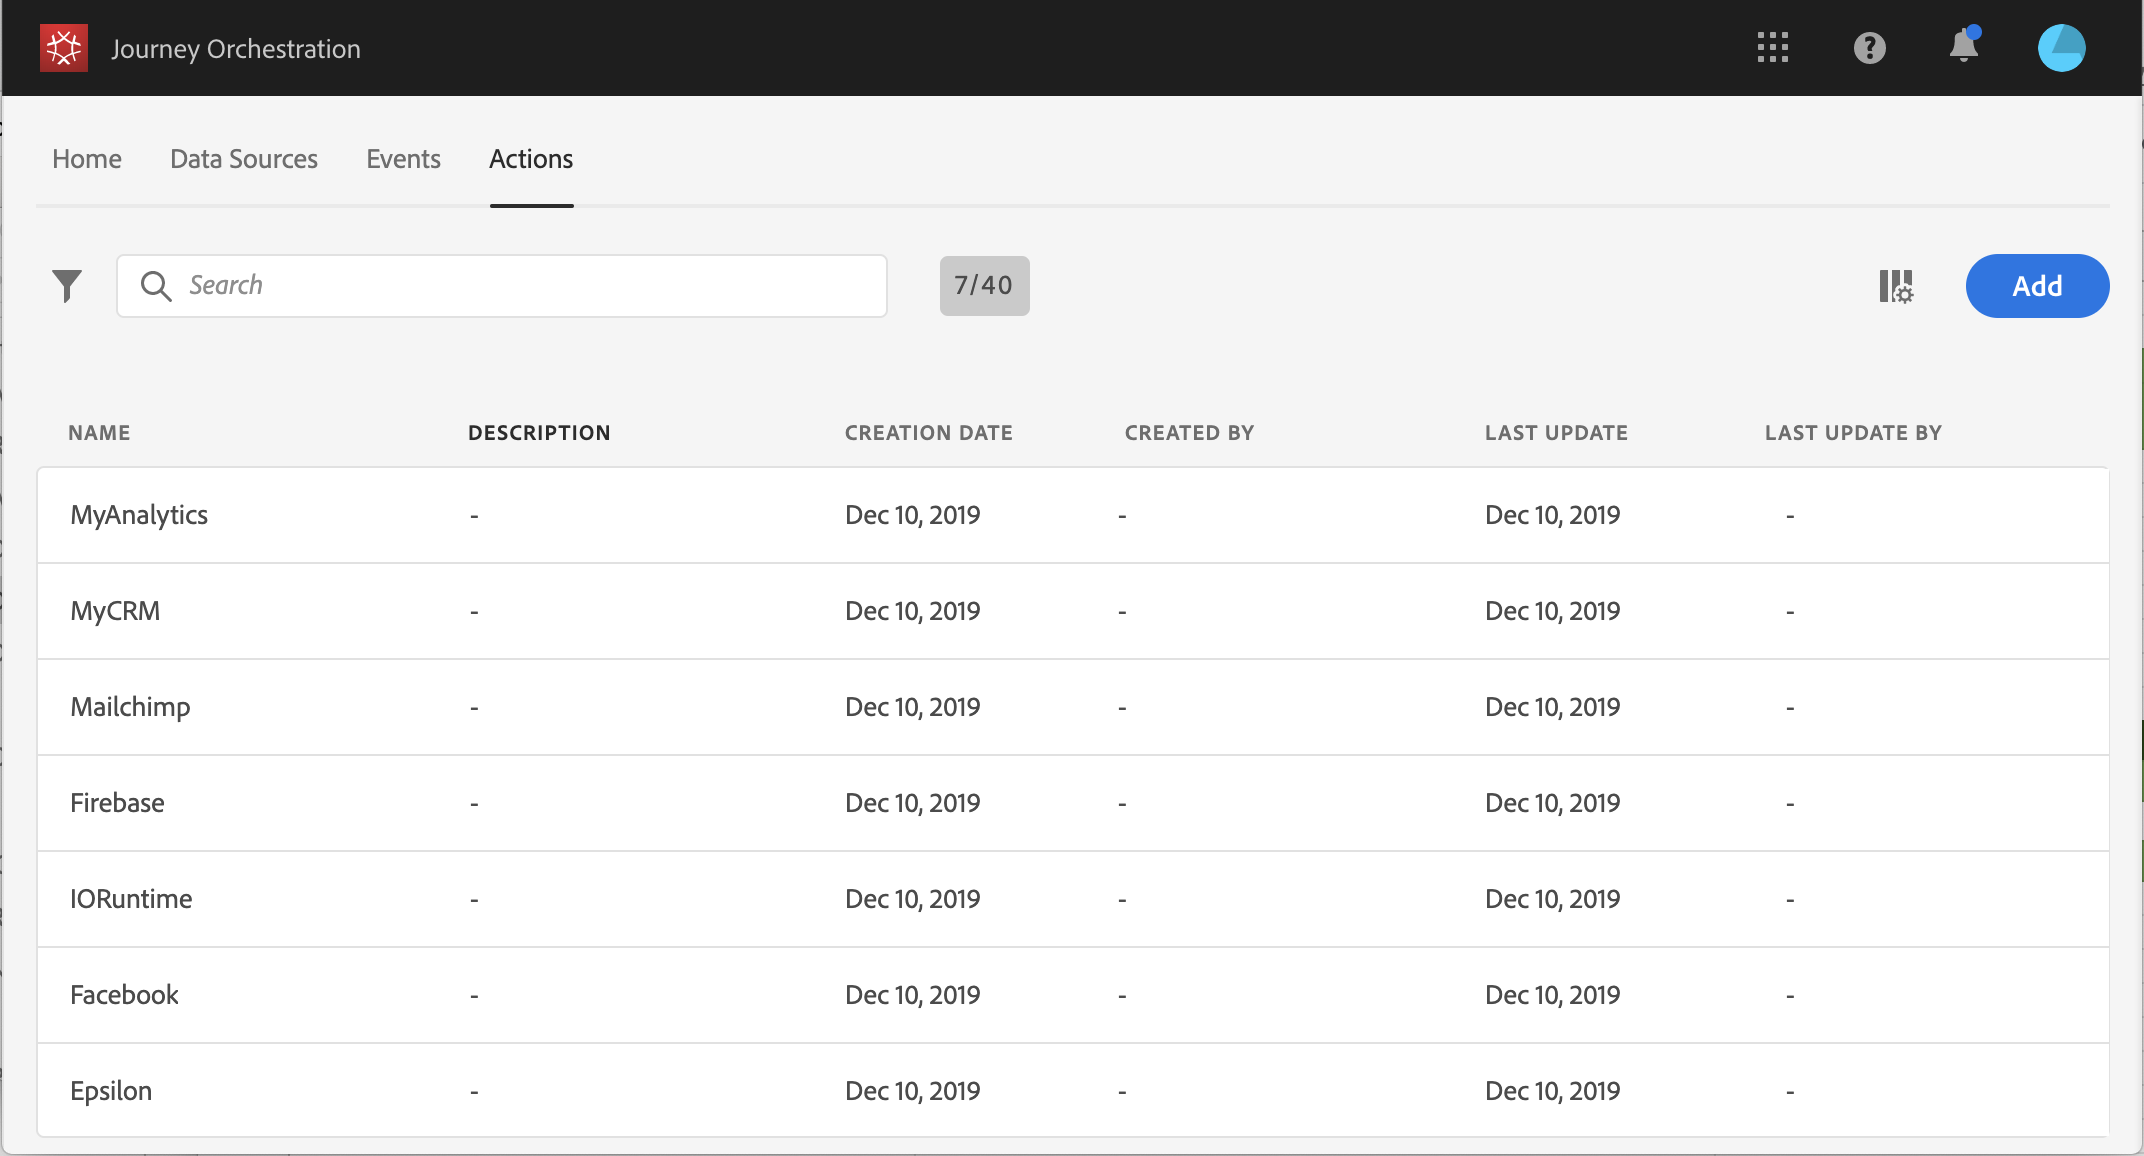 Journey Orchestration
Home Data Sources Events Actions
Search 7/40 Add
NAME DESCRIPTION CREATION DATE CREATED BY LAST UPDATE LAST UPDATE BY
MyAnalytics - Dec 10, 2019 - Dec 10, 2019 -
MyCRM - Dec 10, 2019 - Dec 10, 2019 -
Mailchimp - Dec 10, 2019 - Dec 10, 2019 -
Firebase - Dec 10, 2019 - Dec 10, 2019 -
IORuntime - Dec 10, 2019 - Dec 10, 2019 -
Facebook - Dec 10, 2019 - Dec 10, 2019 -
Epsilon - Dec 10, 2019 - Dec 10, 2019 -